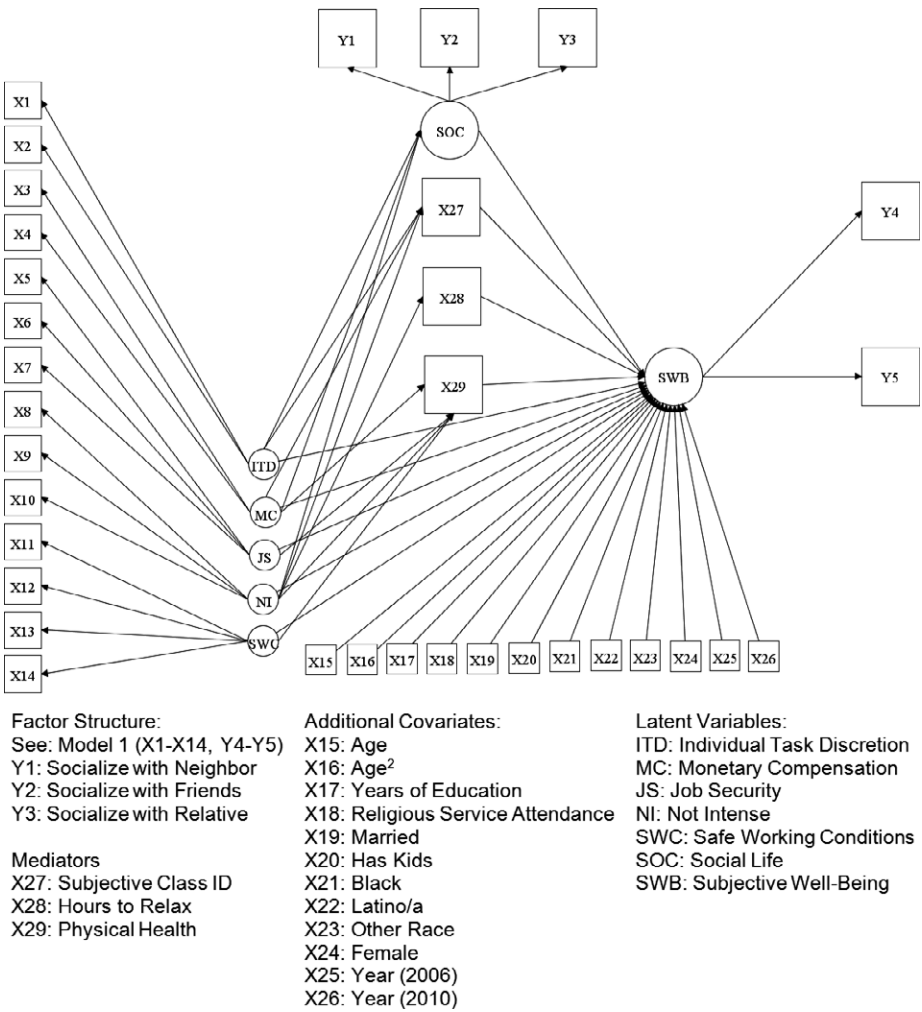 Y1
Y2
Y3
X1
X2
X3
X4
X5
X6
X7
X8
X9
X10
X11
X12
X13
X14
SOC
X27
X28
X29
ITD
MC
JS
NI
SWC
SWB
Y4
Y5
X15
X16
X17
X18
X19
X20
X21
X22
X23
X24
X25
X26
Factor Structure:
See: Model 1 (X1-X14, Y4-Y5)
Y1: Socialize with Neighbor
Y2: Socialize with Friends
Y3: Socialize with Relative
Mediators
X27: Subjective Class ID
X28: Hours to Relax
X29: Physical Health
Additional Covariates:
X15: Age
X16: Age²
X17: Years of Education
X18: Religious Service Attendance
X19: Married
X20: Has Kids
X21: Black
X22: Latino/a
X23: Other Race
X24: Female
X25: Year (2006)
X26: Year (2010)
Latent Variables:
ITD: Individual Task Discretion
MC: Monetary Compensation
JS: Job Security
NI: Not Intense
SWC: Safe Working Conditions
SOC: Social Life
SWB: Subjective Well-Being